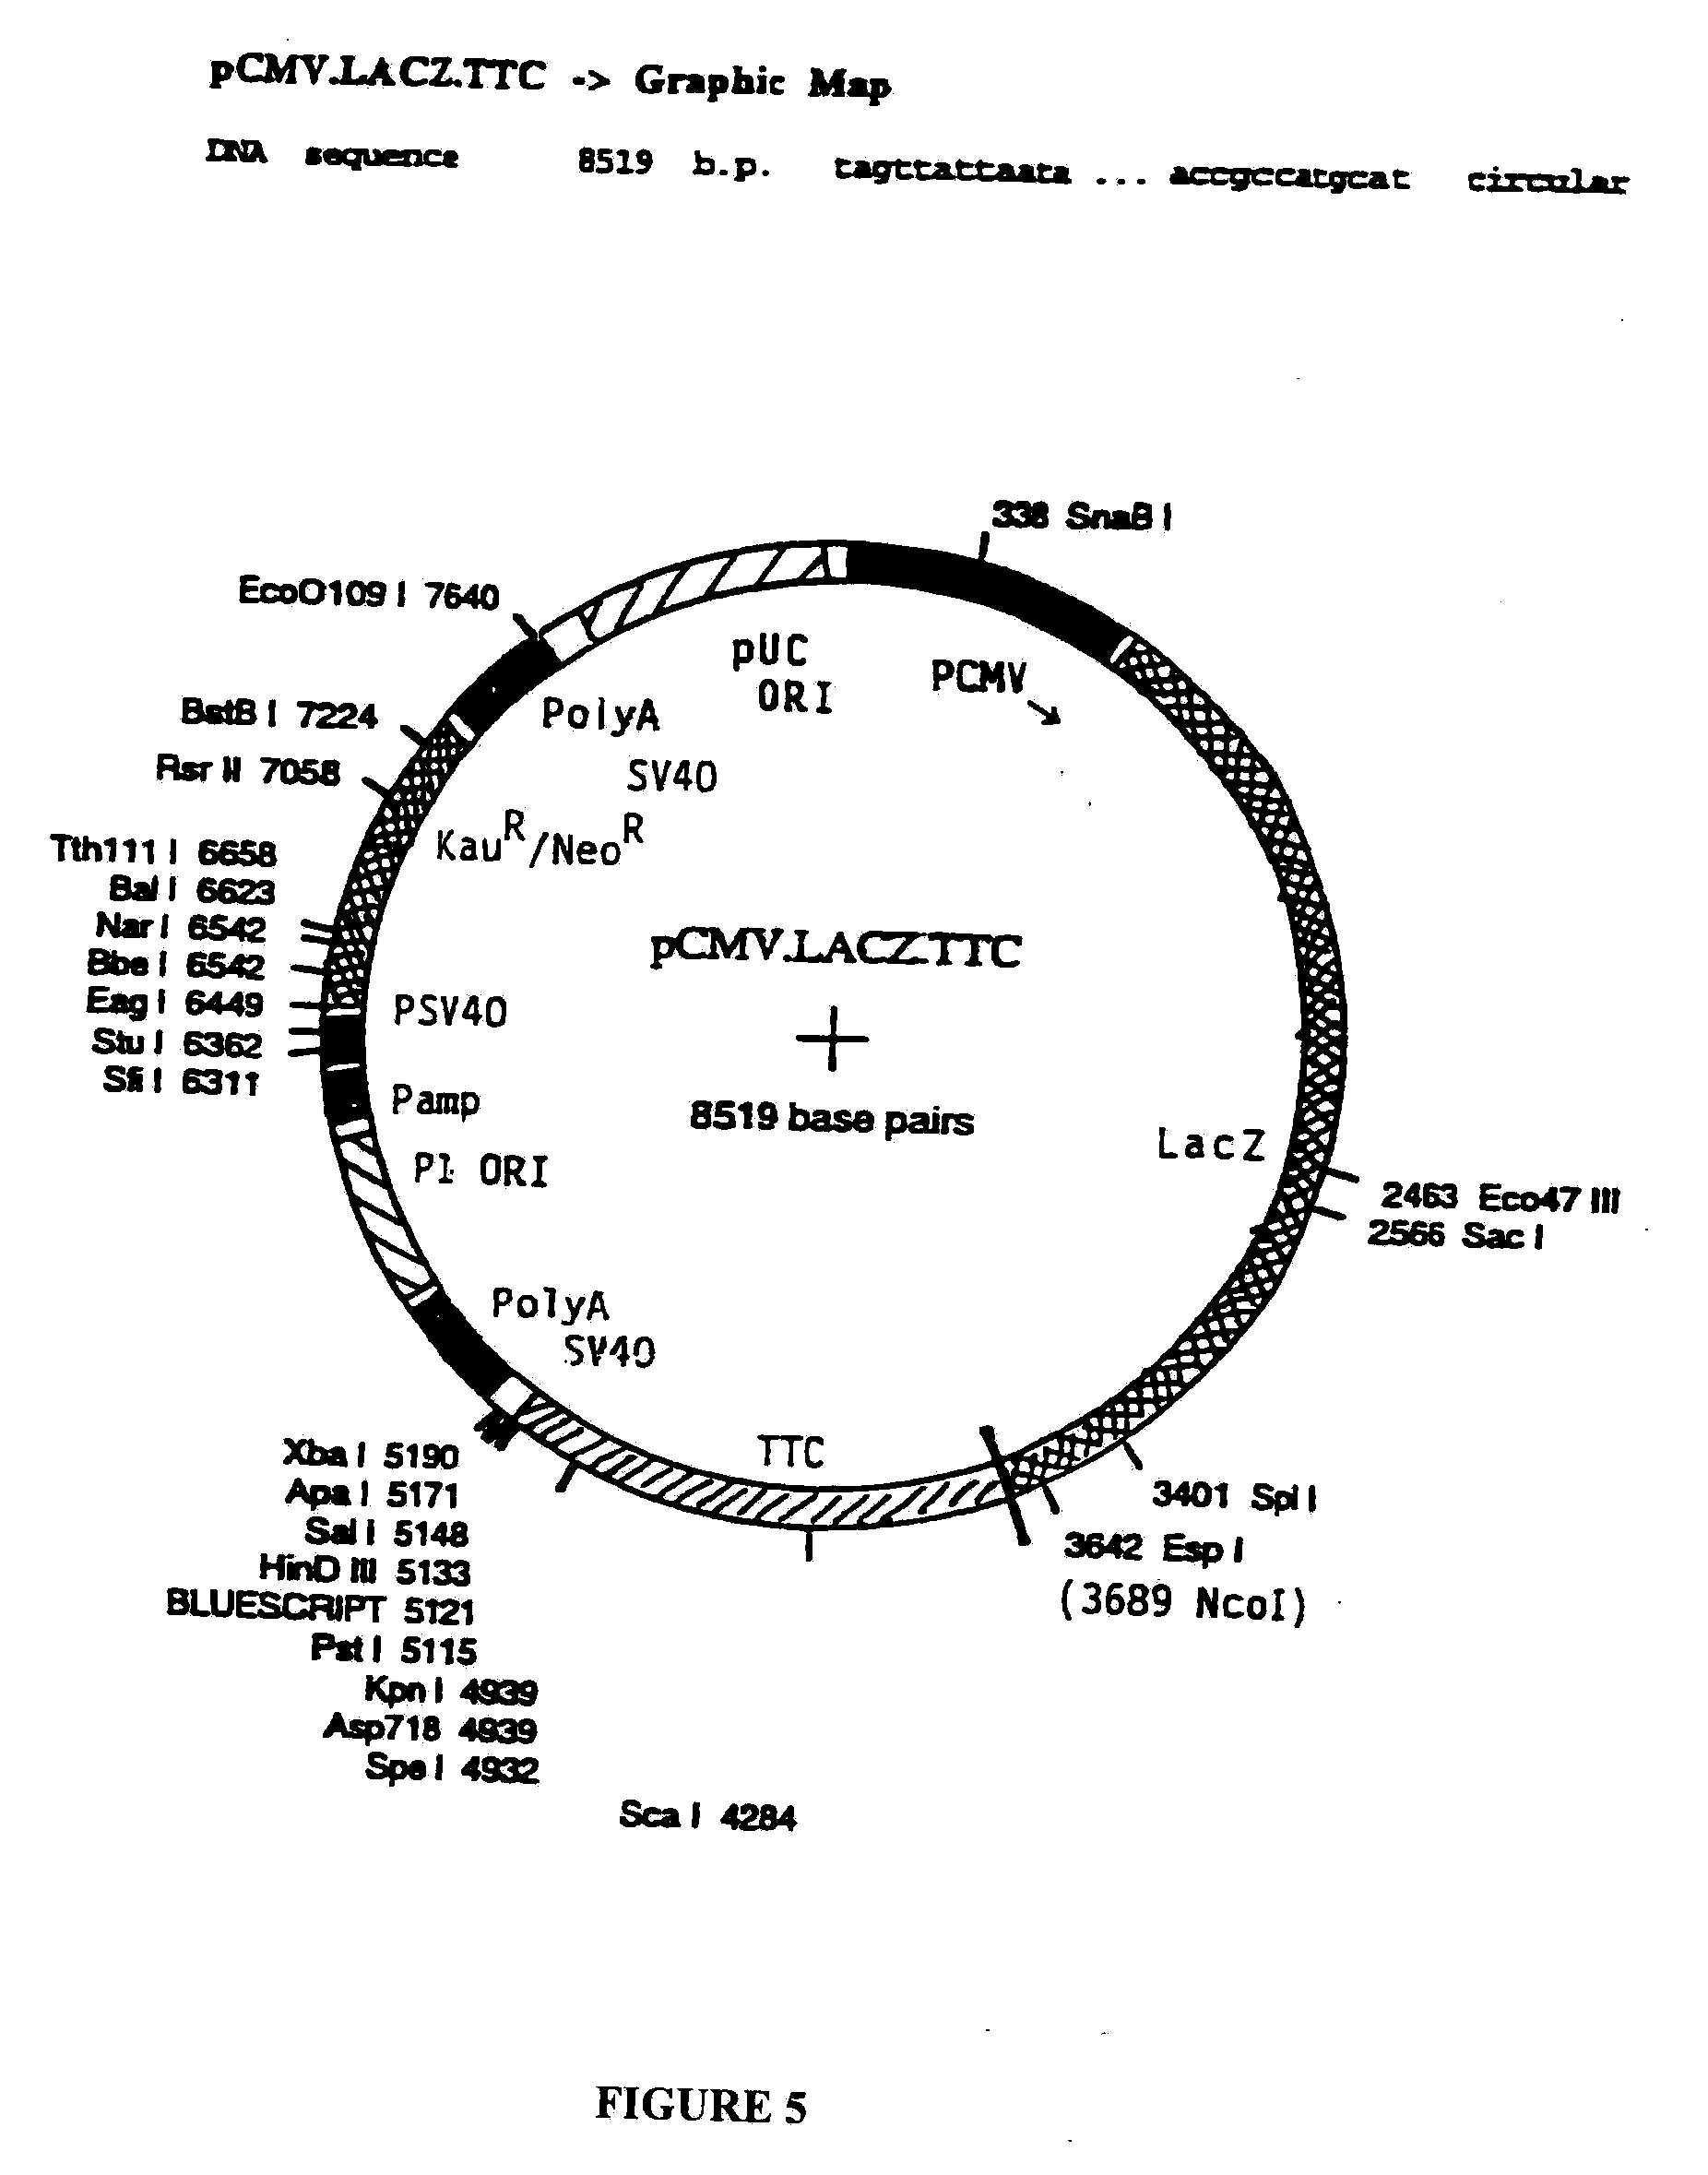 pCMV.LACZ.TTC -> Graphic Map
DNA sequence 8519 b.p. tagttattaata ... accgccatgcat circular
338 SnaB I
EcoO109 I 7640
pUC
ORI
PCMV
BstB I 7224
PolyA
SV40
Rsr II 7058
KauR/NeoR
Tth111 I 6658
Bal I 6623
Nar I 6542
Bbe I 6542
Eag I 6449
Stu I 6362
Sfi I 6311
pCMV.LACZ.TTC
PSV40
Pamp
8519 base pairs
P1 ORI
LacZ
2463 Eco47 III
2566 Sac I
PolyA
SV40
TTC
Xba I 5190
Apa I 5171
Sal I 5148
HinD III 5133
BLUESCRIPT 5121
Pst I 5115
Kpn I 4939
Asp718 4939
Spe I 4932
Sca I 4284
3401 Spl I
3642 Esp I
(3689 NcoI)
FIGURE 5